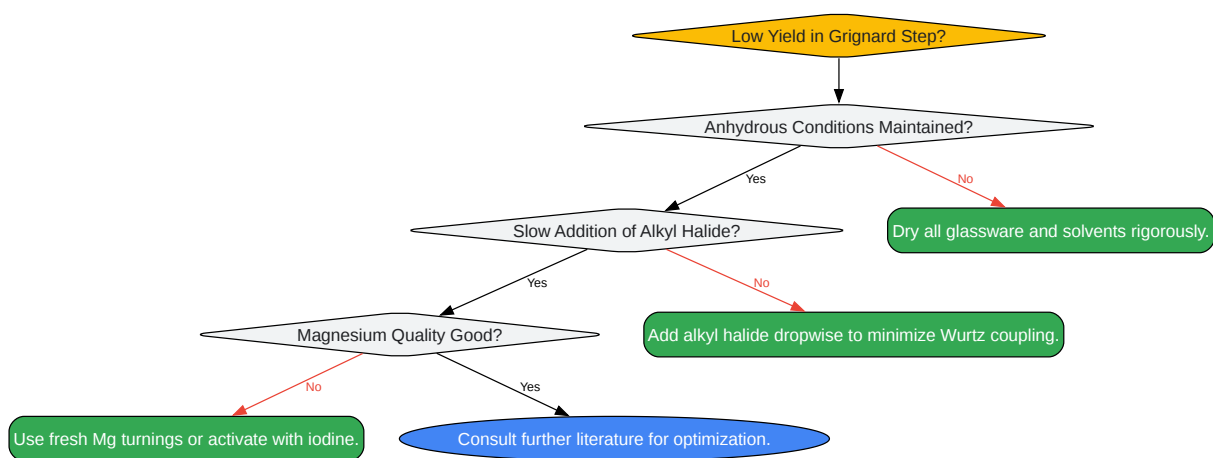 Low Yield in Grignard Step?
Anhydrous Conditions Maintained?
Yes
No
Slow Addition of Alkyl Halide?
Dry all glassware and solvents rigorously.
Yes
No
Magnesium Quality Good?
Add alkyl halide dropwise to minimize Wurtz coupling.
No
Yes
Use fresh Mg turnings or activate with iodine.
Consult further literature for optimization.